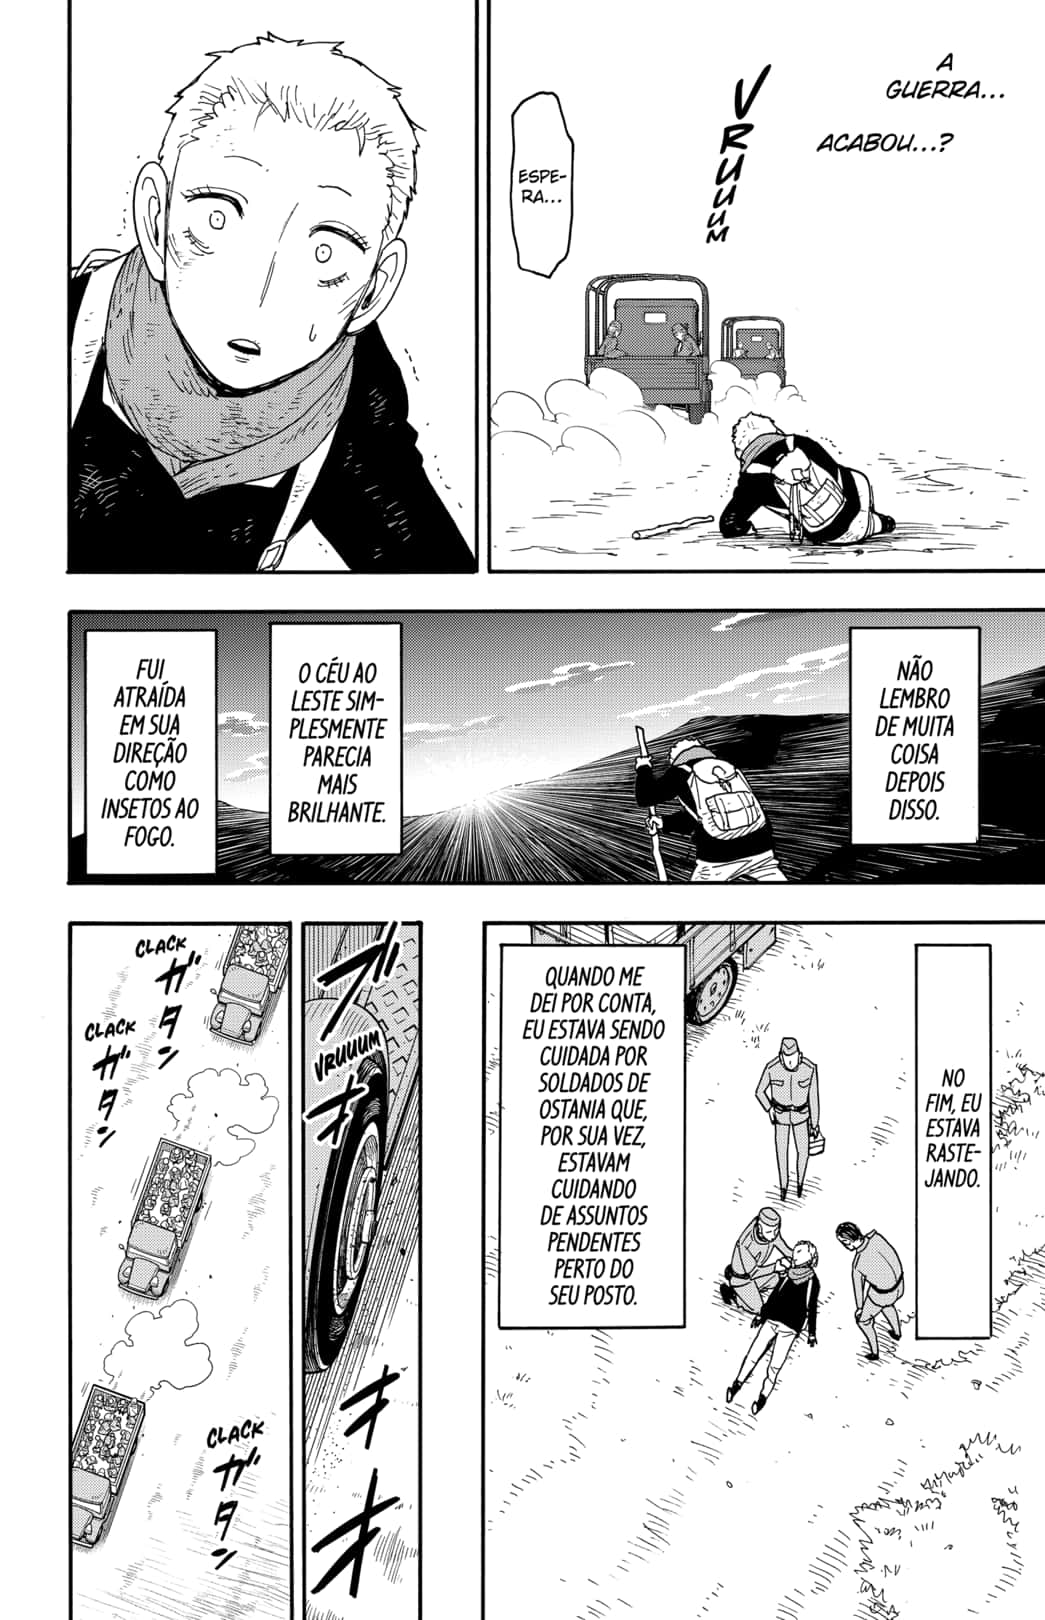 A
GUERRA...
ACABOU...?
VRUUUM
ESPE-
RA...
NÃO
LEMBRO
DE MUITA
COISA
DEPOIS
DISSO.
O CÉU AO
LESTE SIM-
PLESMENTE
PARECIA
MAIS
BRILHANTE.
FUI
ATRAÍDA
EM SUA
DIREÇÃO
COMO
INSETOS AO
FOGO.
NO
FIM, EU
ESTAVA
RASTE-
JANDO.
QUANDO ME
DEI POR CONTA,
EU ESTAVA SENDO
CUIDADA POR
SOLDADOS DE
OSTANIA QUE,
POR SUA VEZ,
ESTAVAM
CUIDANDO
DE ASSUNTOS
PENDENTES
PERTO DO
SEU POSTO.
ブ
VRUUUM
キ
キ
キ
CLACK
ガタン
CLACK
ガタン
CLACK
ガタン